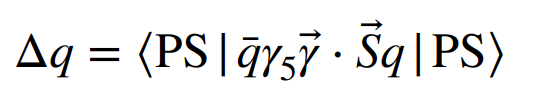 Δq = ⟨PS | q̄γ₅γ⃗ · S⃗q | PS⟩